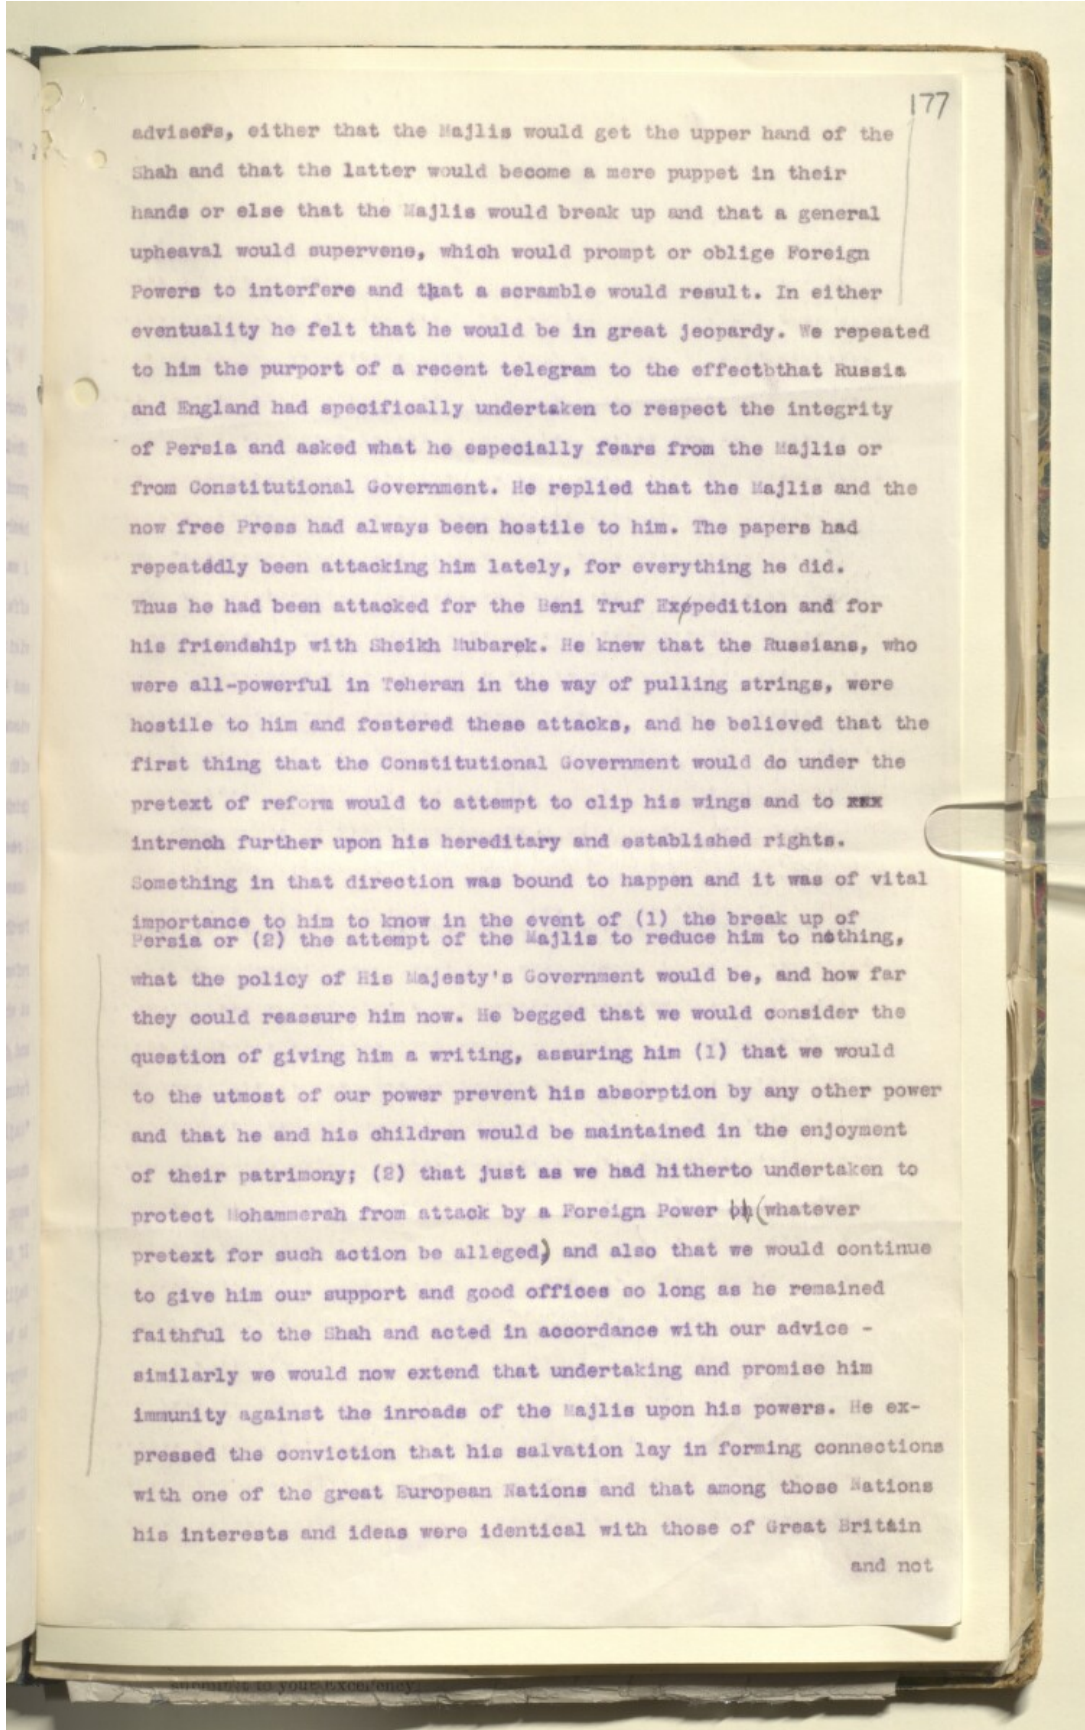 177
advisers, either that the Majlis would get the upper hand of the
Shah and that the latter would become a mere puppet in their
hands or else that the Majlis would break up and that a general
upheaval would supervene, which would prompt or oblige Foreign
Powers to interfere and that a scramble would result. In either
eventuality he felt that he would be in great jeopardy. We repeated
to him the purport of a recent telegram to the effectbthat Russia
and England had specifically undertaken to respect the integrity
of Persia and asked what he especially fears from the Majlis or
from Constitutional Government. He replied that the Majlis and the
now free Press had always been hostile to him. The papers had
repeatedly been attacking him lately, for everything he did.
Thus he had been attacked for the Beni Truf Expedition and for
his friendship with Sheikh Mubarek. He knew that the Russians, who
were all-powerful in Teheran in the way of pulling strings, were
hostile to him and fostered these attacks, and he believed that the
first thing that the Constitutional Government would do under the
pretext of reform would to attempt to clip his wings and to xxx
intrench further upon his hereditary and established rights.
Something in that direction was bound to happen and it was of vital
importance to him to know in the event of (1) the break up of
Persia or (2) the attempt of the Majlis to reduce him to nothing,
what the policy of His Majesty's Government would be, and how far
they could reassure him now. He begged that we would consider the
question of giving him a writing, assuring him (1) that we would
to the utmost of our power prevent his absorption by any other power
and that he and his children would be maintained in the enjoyment
of their patrimony; (2) that just as we had hitherto undertaken to
protect Mohammerah from attack by a Foreign Power (whatever
pretext for such action be alleged) and also that we would continue
to give him our support and good offices so long as he remained
faithful to the Shah and acted in accordance with our advice -
similarly we would now extend that undertaking and promise him
immunity against the inroads of the Majlis upon his powers. He ex-
pressed the conviction that his salvation lay in forming connections
with one of the great European Nations and that among those Nations
his interests and ideas were identical with those of Great Britain
and not
to your Excellency